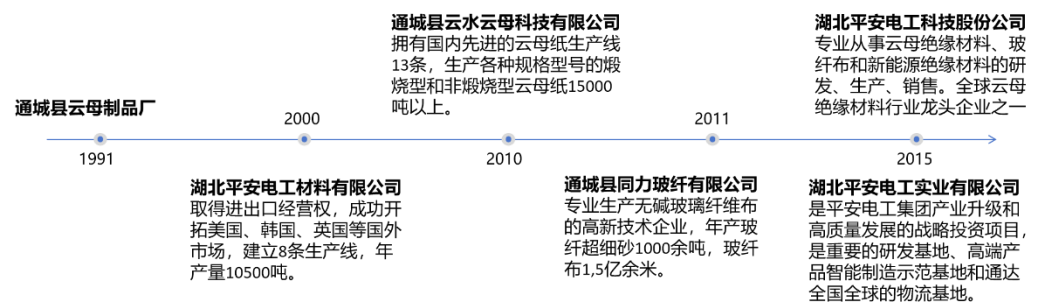 通城县云母制品厂
1991
2000
湖北平安电工材料有限公司
取得进出口经营权，成功开
拓美国、韩国、英国等国外
市场，建立8条生产线，年
产量10500吨。
通城县云水云母科技有限公司
拥有国内先进的云母纸生产线
13条，生产各种规格型号的煅
烧型和非煅烧型云母纸15000
吨以上。
2010
2011
通城县同力玻纤有限公司
专业生产无碱玻璃纤维布
的高新技术企业，年产玻
纤超细砂1000余吨，玻纤
布1,5亿余米。
湖北平安电工科技股份公司
专业从事云母绝缘材料、玻
纤布和新能源绝缘材料的研
发、生产、销售。全球云母
绝缘材料行业龙头企业之一
2015
湖北平安电工实业有限公司
是平安电工集团产业升级和
高质量发展的战略投资项目，
是重要的研发基地、高端产
品智能制造示范基地和通达
全国全球的物流基地。